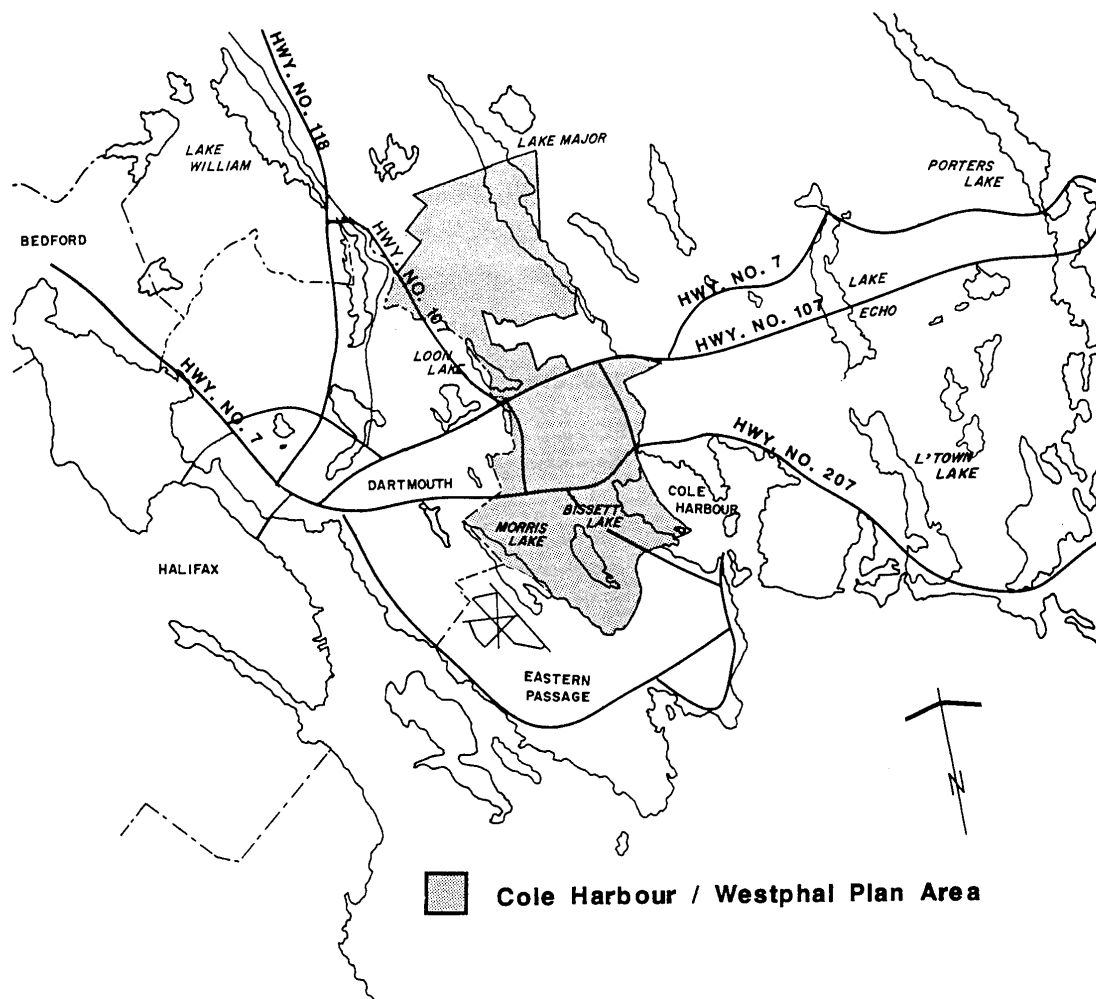 HWY. NO. 118
LAKE
WILLIAM
LAKE MAJOR
PORTERS
LAKE
BEDFORD
HWY. NO. 107
HWY. NO. 7
LAKE
ECHO
HWY. NO. 107
LOON
LAKE
HWY. NO. 7
HWY. NO. 207
L'TOWN
LAKE
DARTMOUTH
COLE
HARBOUR
BISSETT
LAKE
MORRIS
LAKE
HALIFAX
EASTERN
PASSAGE
N
Cole Harbour / Westphal Plan Area